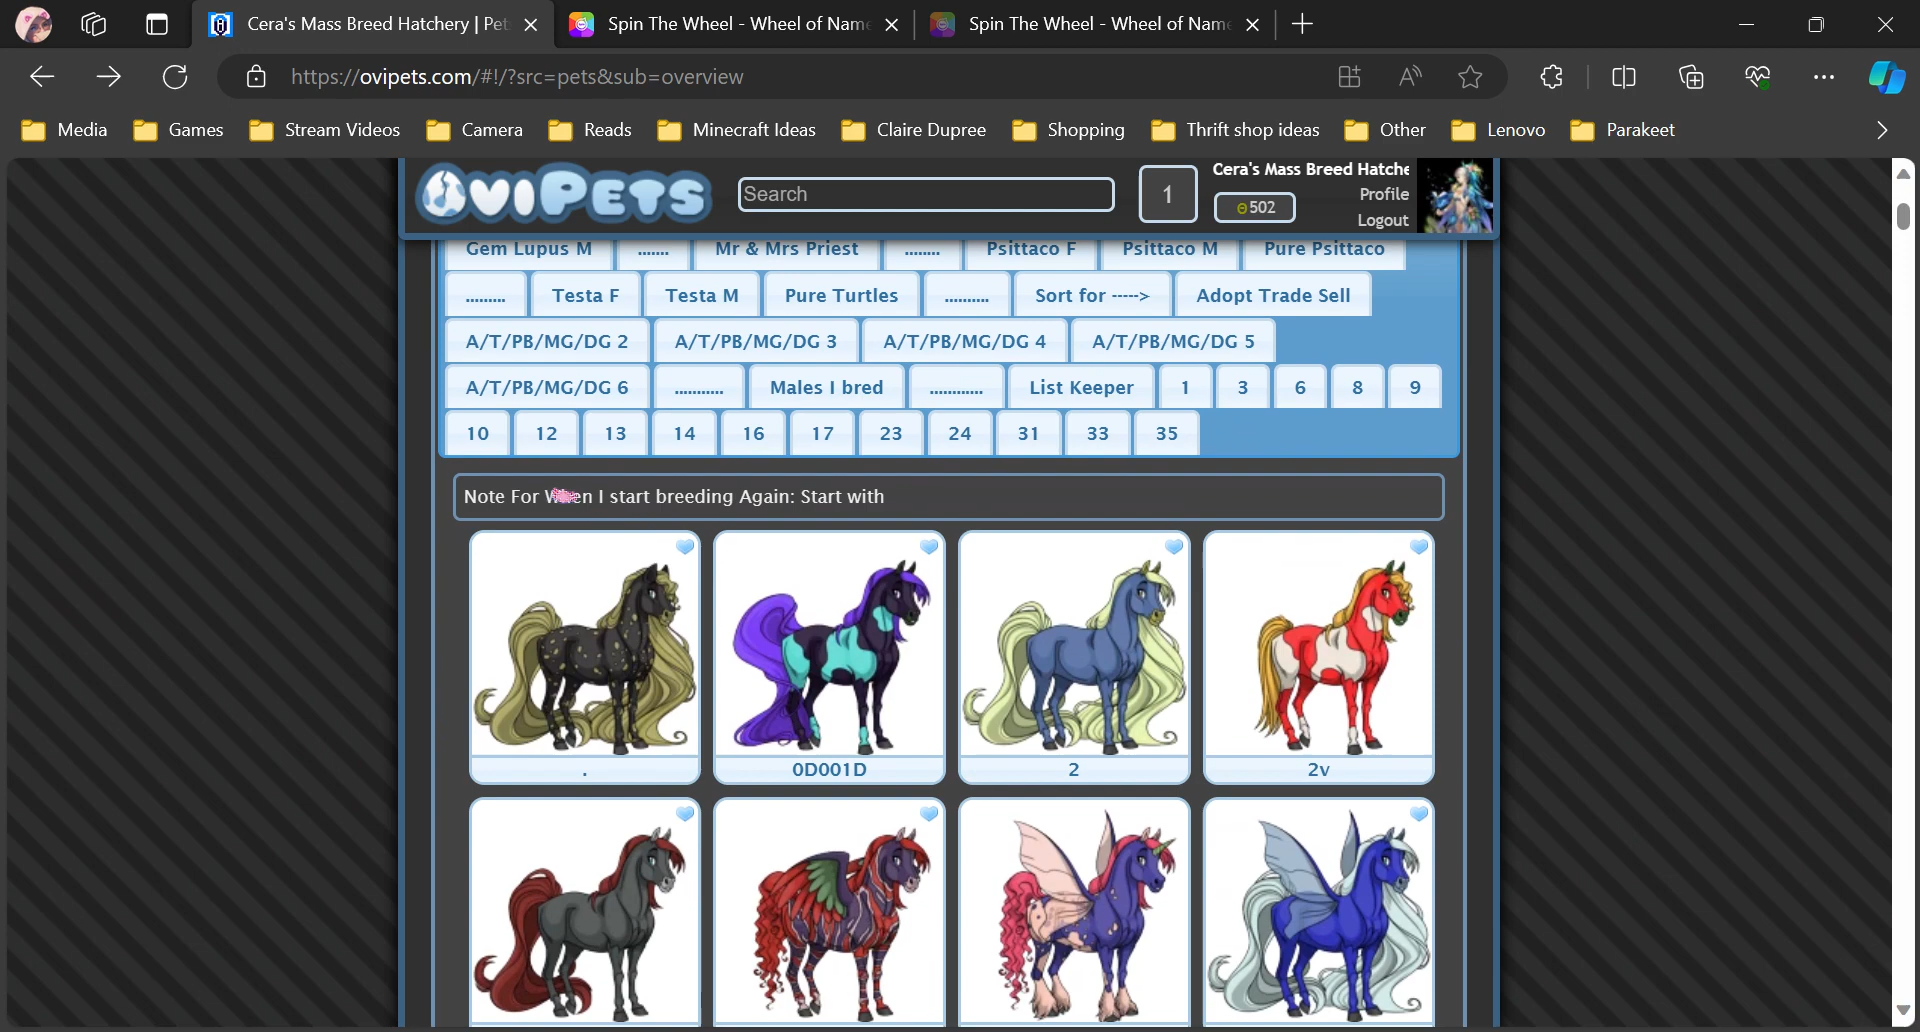 Cera's Mass Breed Hatchery | Pet
Spin The Wheel - Wheel of Name
Spin The Wheel - Wheel of Name
https://ovipets.com/#!/?src=pets&sub=overview
Media Games Stream Videos Camera Reads Minecraft Ideas Claire Dupree Shopping Thrift shop ideas Other Lenovo Parakeet
OviPets
Search
1
Cera's Mass Breed Hatche
502
Profile
Logout
Gem Lupus M ....... Mr & Mrs Priest ........ Psittaco F Psittaco M Pure Psittaco
......... Testa F Testa M Pure Turtles .......... Sort for -----> Adopt Trade Sell
A/T/PB/MG/DG 2 A/T/PB/MG/DG 3 A/T/PB/MG/DG 4 A/T/PB/MG/DG 5
A/T/PB/MG/DG 6 ........... Males I bred ............ List Keeper 1 3 6 8 9
10 12 13 14 16 17 23 24 31 33 35
Note For When I start breeding Again: Start with
. 0D001D 2 2v